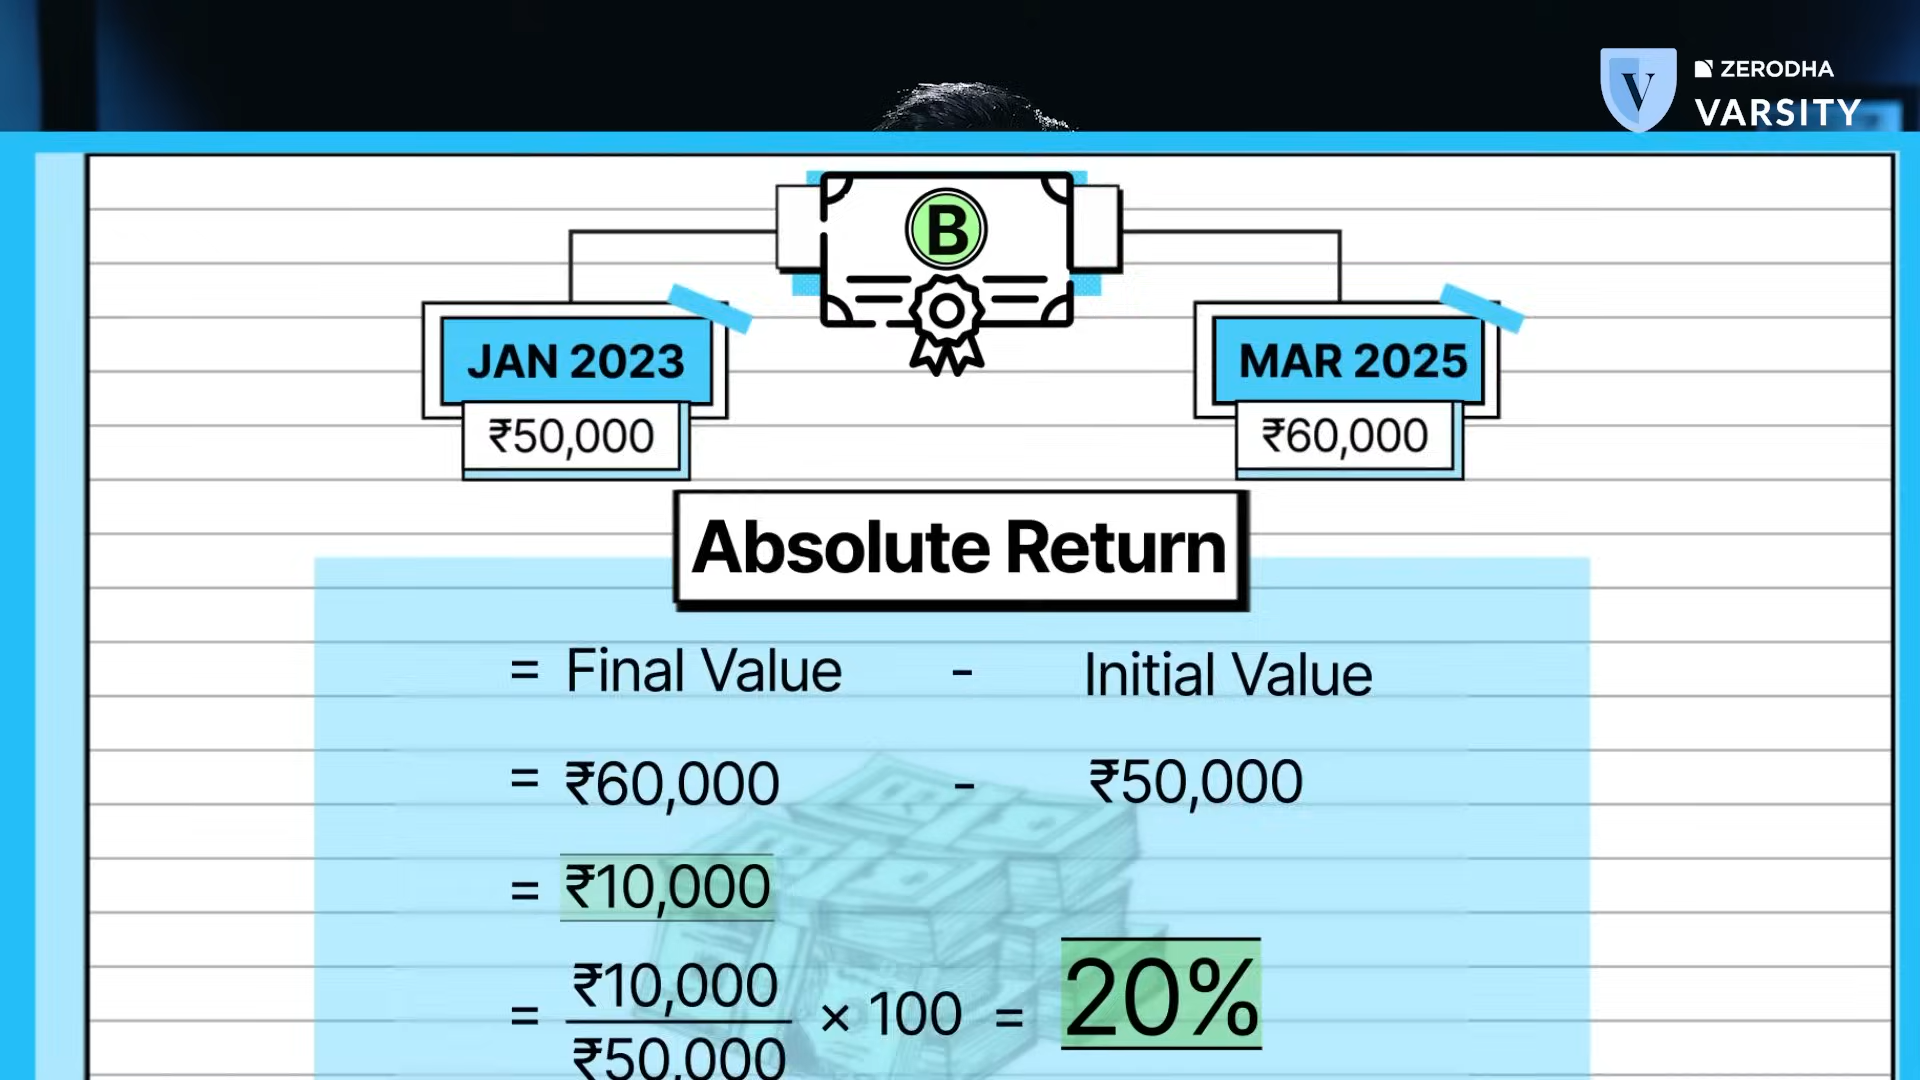 ZERODHA
V VARSITY
B
JAN 2023
₹50,000
MAR 2025
₹60,000
Absolute Return
= Final Value - Initial Value
= ₹60,000 - ₹50,000
= ₹10,000
= ₹10,000 / ₹50,000 × 100 = 20%